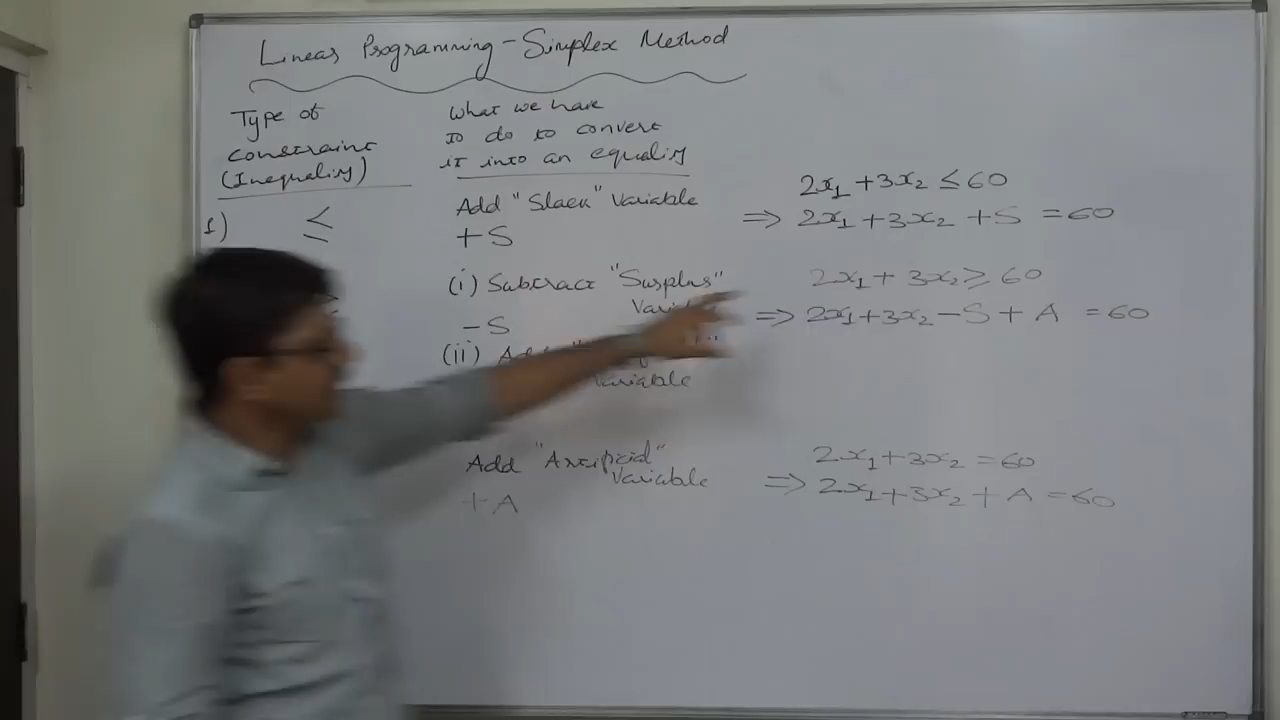 Linear Programming - Simplex Method
Type of
constraint
(Inequality)
What we have
to do to convert
it into an equality
1) ≤
Add "Slack" Variable
+ S
2x₁ + 3x₂ ≤ 60
⇒ 2x₁ + 3x₂ + S = 60
(i) Subtract "Surplus"
- S
(ii)
Variable
2x₁ + 3x₂ ≥ 60
⇒ 2x₁ + 3x₂ - S + A = 60
Add
Variable
+ A
2x₁ + 3x₂ = 60
⇒ 2x₁ + 3x₂ + A = 60